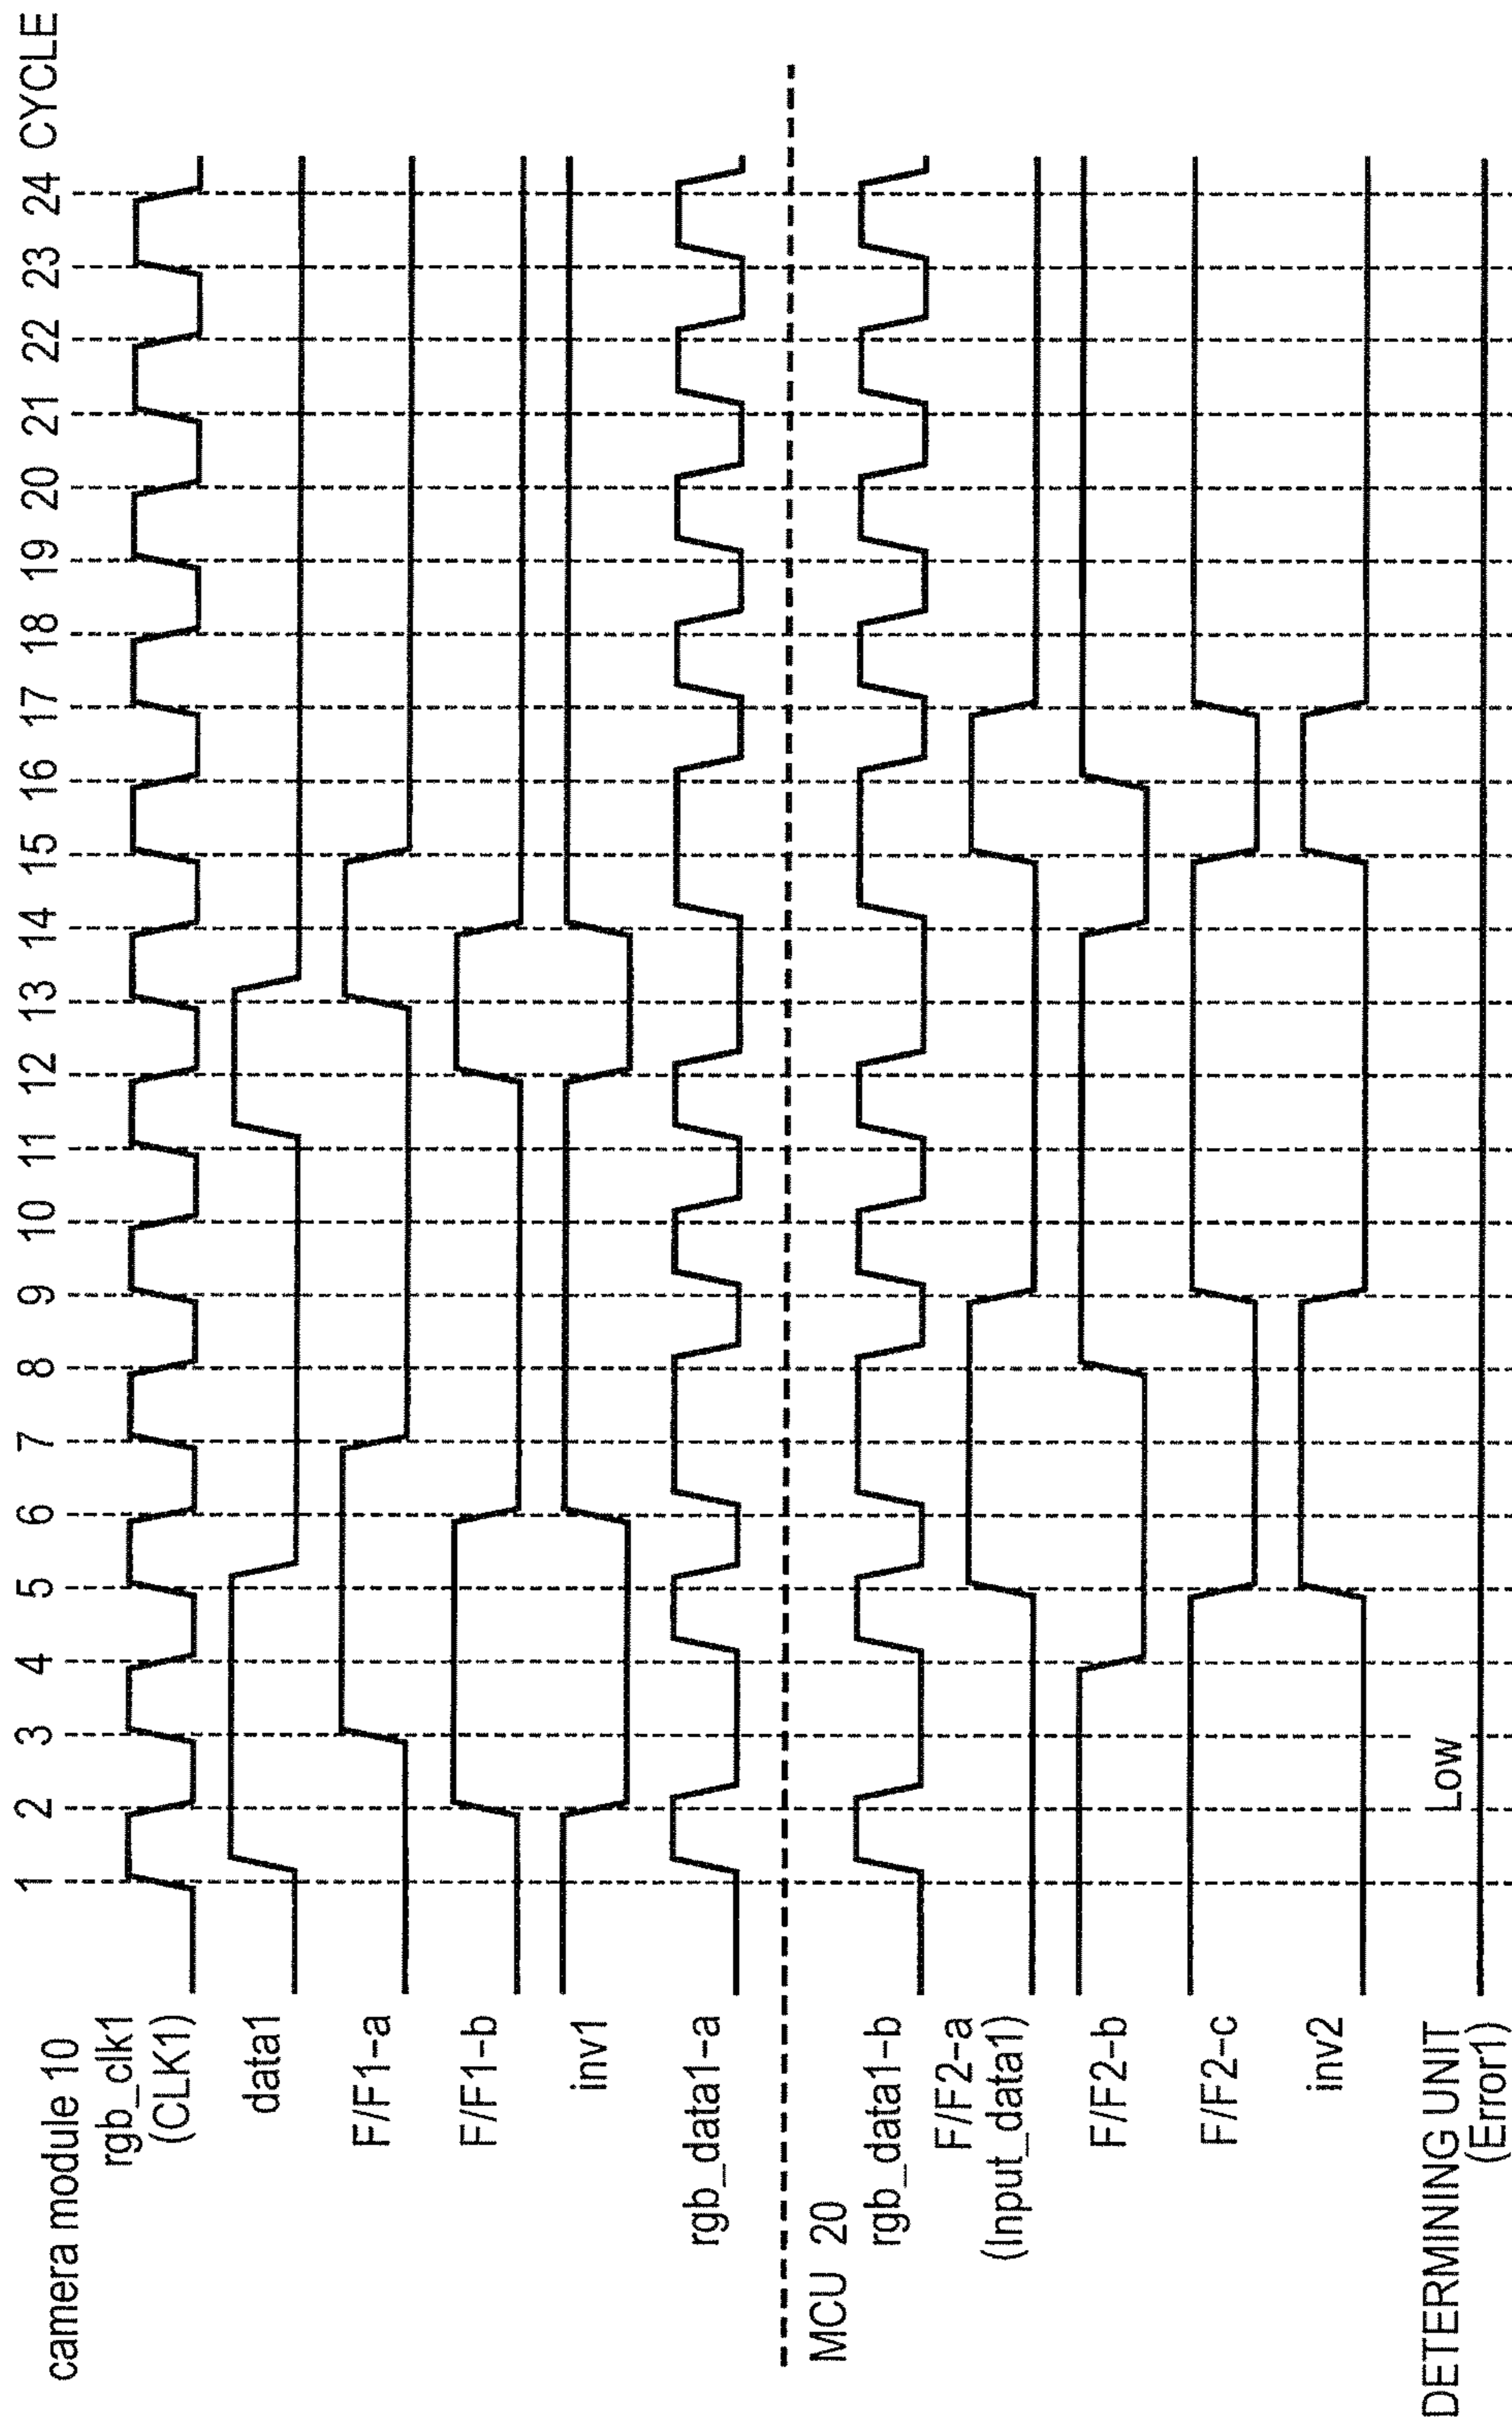 1 2 3 4 5 6 7 8 9 10 11 12 13 14 15 16 17 18 19 20 21 22 23 24 CYCLE
camera module 10
rgb_clk1
(CLK1)
data1
F/F1-a
F/F1-b
inv1
rgb_data1-a
MCU 20
rgb_data1-b
F/F2-a
(Input_data1)
F/F2-b
F/F2-c
inv2
DETERMINING UNIT
(Error1)
Low